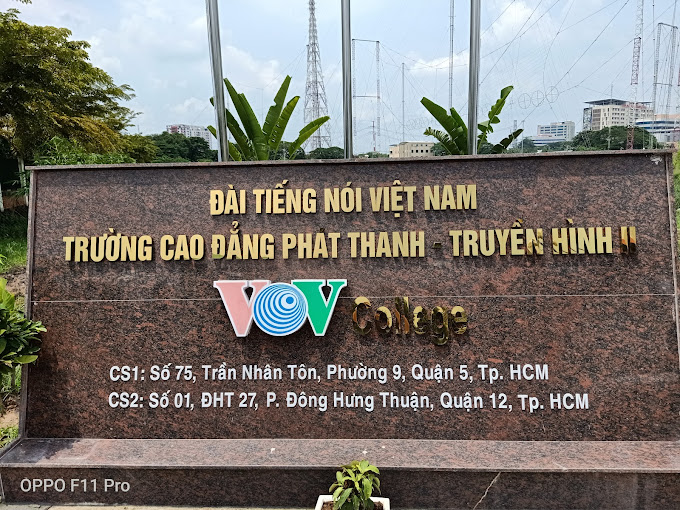 ĐÀI TIẾNG NÓI VIỆT NAM
TRƯỜNG CAO ĐẲNG PHÁT THANH - TRUYỀN HÌNH II
VOV College
CS1: Số 75, Trần Nhân Tôn, Phường 9, Quận 5, Tp. HCM
CS2: Số 01, ĐHT 27, P. Đông Hưng Thuận, Quận 12, Tp. HCM
OPPO F11 Pro